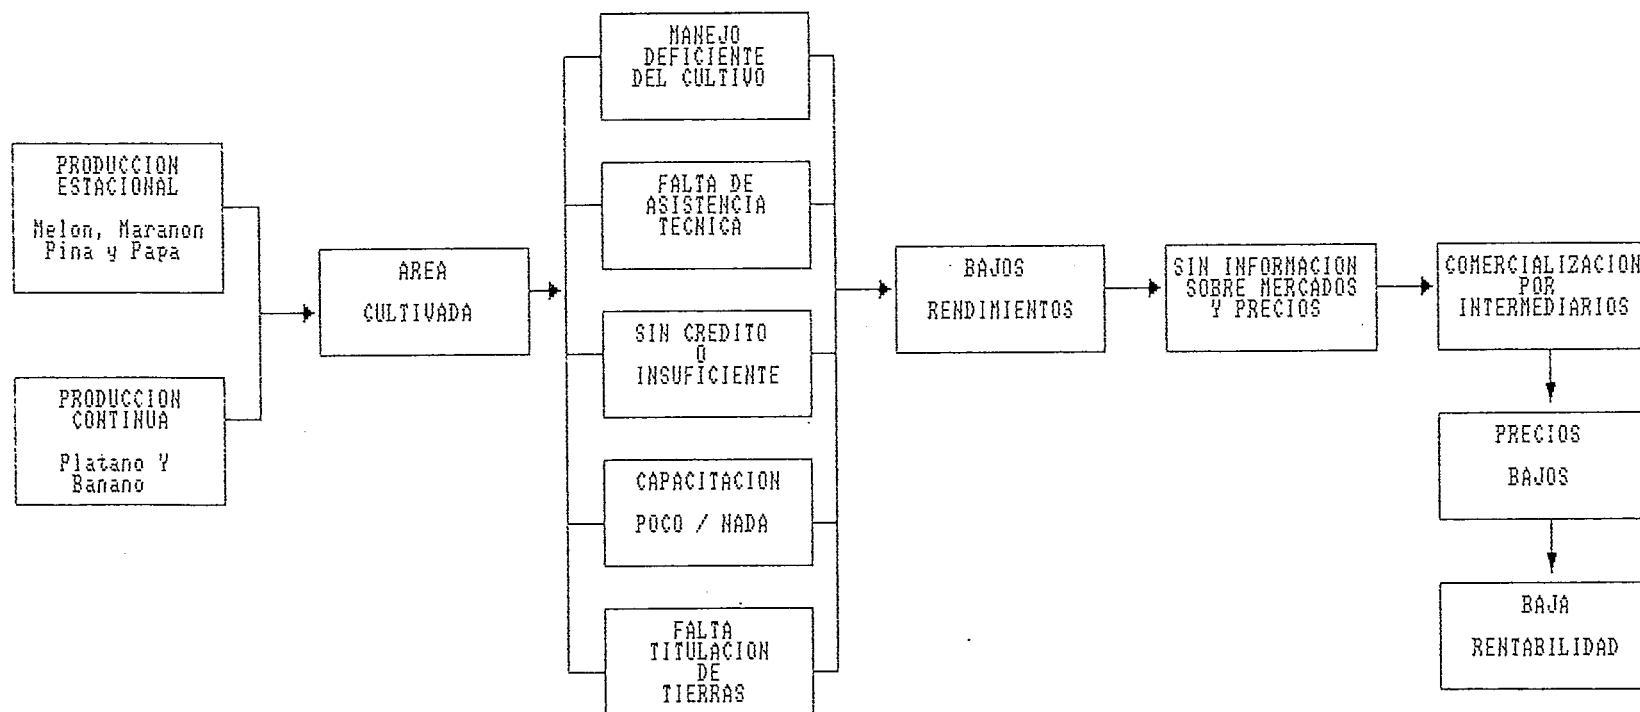 PRODUCCION
ESTACIONAL
Melon, Maranon
Pina y Papa
PRODUCCION
CONTINUA
Platano Y
Banano
AREA
CULTIVADA
MANEJO
DEFICIENTE
DEL CULTIVO
FALTA DE
ASISTENCIA
TECNICA
SIN CREDITO
O
INSUFICIENTE
CAPACITACION
POCO / NADA
FALTA
TITULACION
DE
TIERRAS
BAJOS
RENDIMIENTOS
SIN INFORMACION
SOBRE MERCADOS
Y PRECIOS
COMERCIALIZACION
POR
INTERMEDIARIOS
PRECIOS
BAJOS
BAJA
RENTABILIDAD